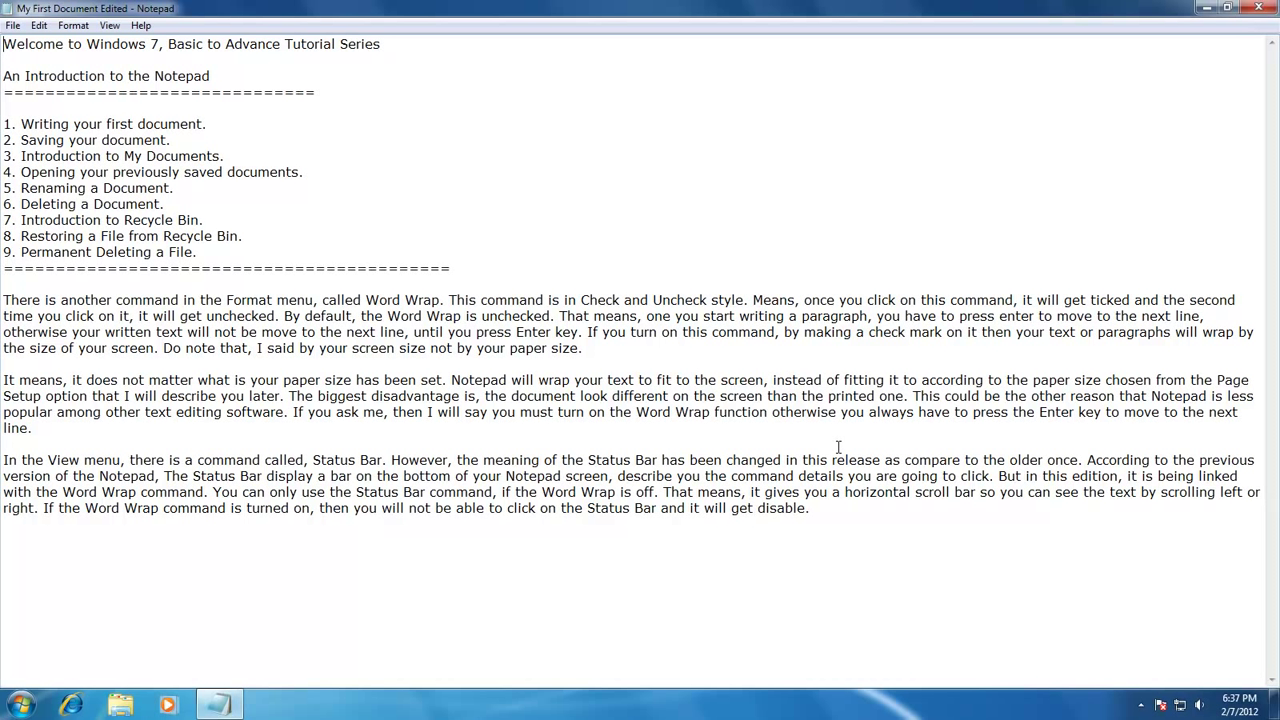 My First Document Edited - Notepad
File Edit Format View Help
Welcome to Windows 7, Basic to Advance Tutorial Series
An Introduction to the Notepad
==============================
1. Writing your first document.
2. Saving your document.
3. Introduction to My Documents.
4. Opening your previously saved documents.
5. Renaming a Document.
6. Deleting a Document.
7. Introduction to Recycle Bin.
8. Restoring a File from Recycle Bin.
9. Permanent Deleting a File.
===========================================
There is another command in the Format menu, called Word Wrap. This command is in Check and Uncheck style. Means, once you click on this command, it will get ticked and the second
time you click on it, it will get unchecked. By default, the Word Wrap is unchecked. That means, one you start writing a paragraph, you have to press enter to move to the next line,
otherwise your written text will not be move to the next line, until you press Enter key. If you turn on this command, by making a check mark on it then your text or paragraphs will wrap by
the size of your screen. Do note that, I said by your screen size not by your paper size.
It means, it does not matter what is your paper size has been set. Notepad will wrap your text to fit to the screen, instead of fitting it to according to the paper size chosen from the Page
Setup option that I will describe you later. The biggest disadvantage is, the document look different on the screen than the printed one. This could be the other reason that Notepad is less
popular among other text editing software. If you ask me, then I will say you must turn on the Word Wrap function otherwise you always have to press the Enter key to move to the next
line.
In the View menu, there is a command called, Status Bar. However, the meaning of the Status Bar has been changed in this release as compare to the older once. According to the previous
version of the Notepad, The Status Bar display a bar on the bottom of your Notepad screen, describe you the command details you are going to click. But in this edition, it is being linked
with the Word Wrap command. You can only use the Status Bar command, if the Word Wrap is off. That means, it gives you a horizontal scroll bar so you can see the text by scrolling left or
right. If the Word Wrap command is turned on, then you will not be able to click on the Status Bar and it will get disable.
6:37 PM
2/7/2012